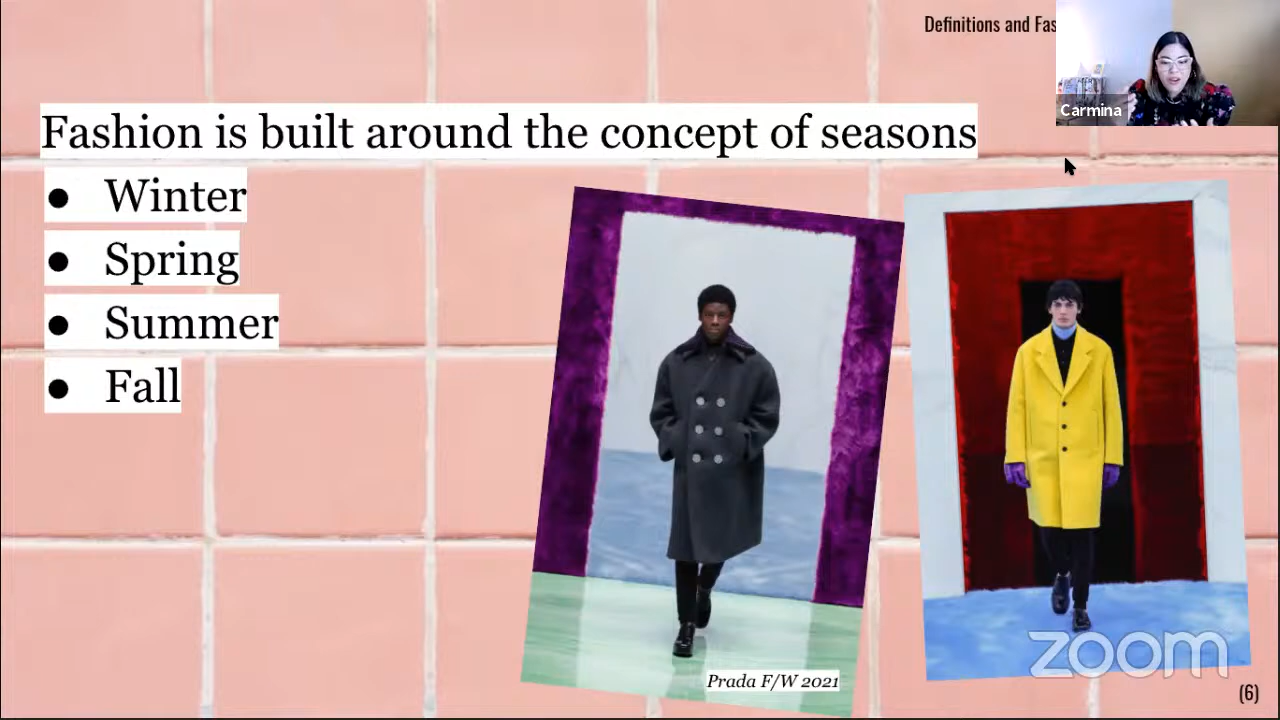 Definitions and Fas
Carmina
Fashion is built around the concept of seasons
● Winter
● Spring
● Summer
● Fall
Prada F/W 2021
zoom
(6)